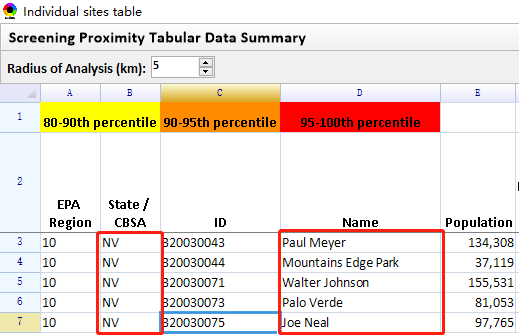 Individual sites table
Screening Proximity Tabular Data Summary
Radius of Analysis (km): 5
A B C D E
1 80-90th percentile 90-95th percentile 95-100th percentile
2 EPA Region State / CBSA ID Name Population
3 10 NV 320030043 Paul Meyer 134,308
4 10 NV 320030044 Mountains Edge Park 37,119
5 10 NV 320030071 Walter Johnson 155,531
6 10 NV 320030073 Palo Verde 81,053
7 10 NV 320030075 Joe Neal 97,765